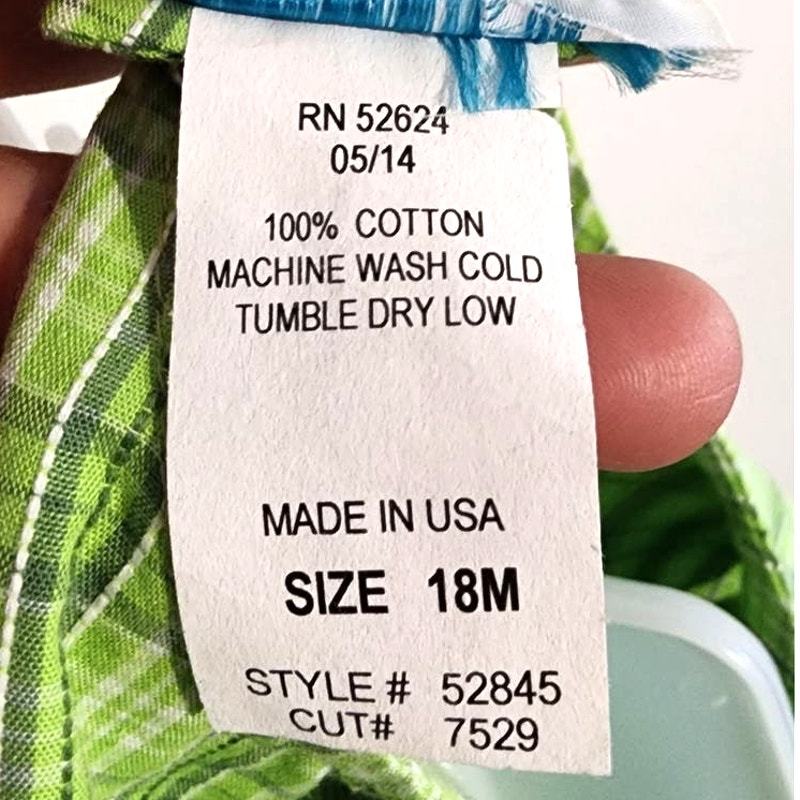 RN 52624
05/14
100% COTTON
MACHINE WASH COLD
TUMBLE DRY LOW
MADE IN USA
SIZE 18M
STYLE # 52845
CUT# 7529